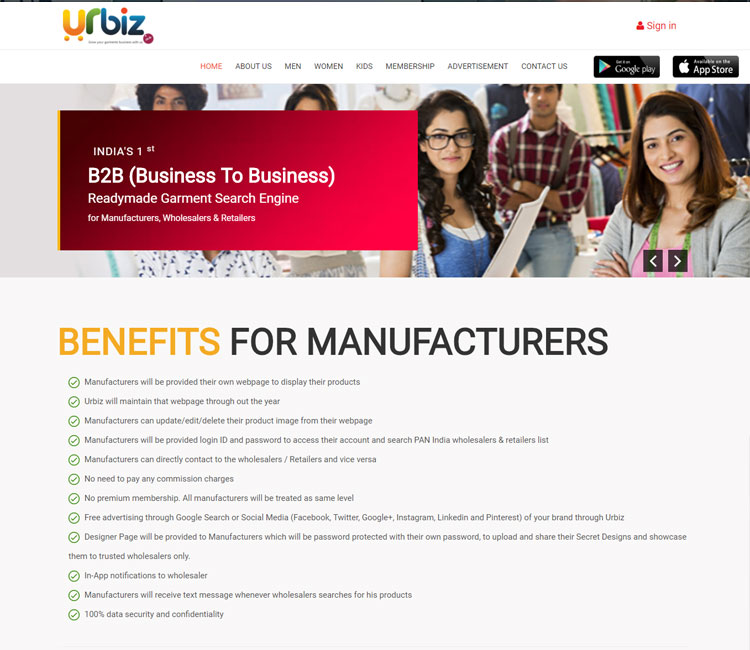 urbiz
Sign in
HOME ABOUT US MEN WOMEN KIDS MEMBERSHIP ADVERTISEMENT CONTACT US
Google play
Available on the
App Store
INDIA'S 1 st
B2B (Business To Business)
Readymade Garment Search Engine
for Manufacturers, Wholesalers & Retailers
BENEFITS FOR MANUFACTURERS
Manufacturers will be provided their own webpage to display their products
Urbiz will maintain that webpage through out the year
Manufacturers can update/edit/delete their product image from their webpage
Manufacturers will be provided login ID and password to access their account and search PAN India wholesalers & retailers list
Manufacturers can directly contact to the wholesalers / Retailers and vice versa
No need to pay any commission charges
No premium membership. All manufacturers will be treated as same level
Free advertising through Google Search or Social Media (Facebook, Twitter, Google+, Instagram, Linkedin and Pinterest) of your brand through Urbiz
Designer Page will be provided to Manufacturers which will be password protected with their own password, to upload and share their Secret Designs and showcase
them to trusted wholesalers only.
In-App notifications to wholesaler
Manufacturers will receive text message whenever wholesalers searches for his products
100% data security and confidentiality